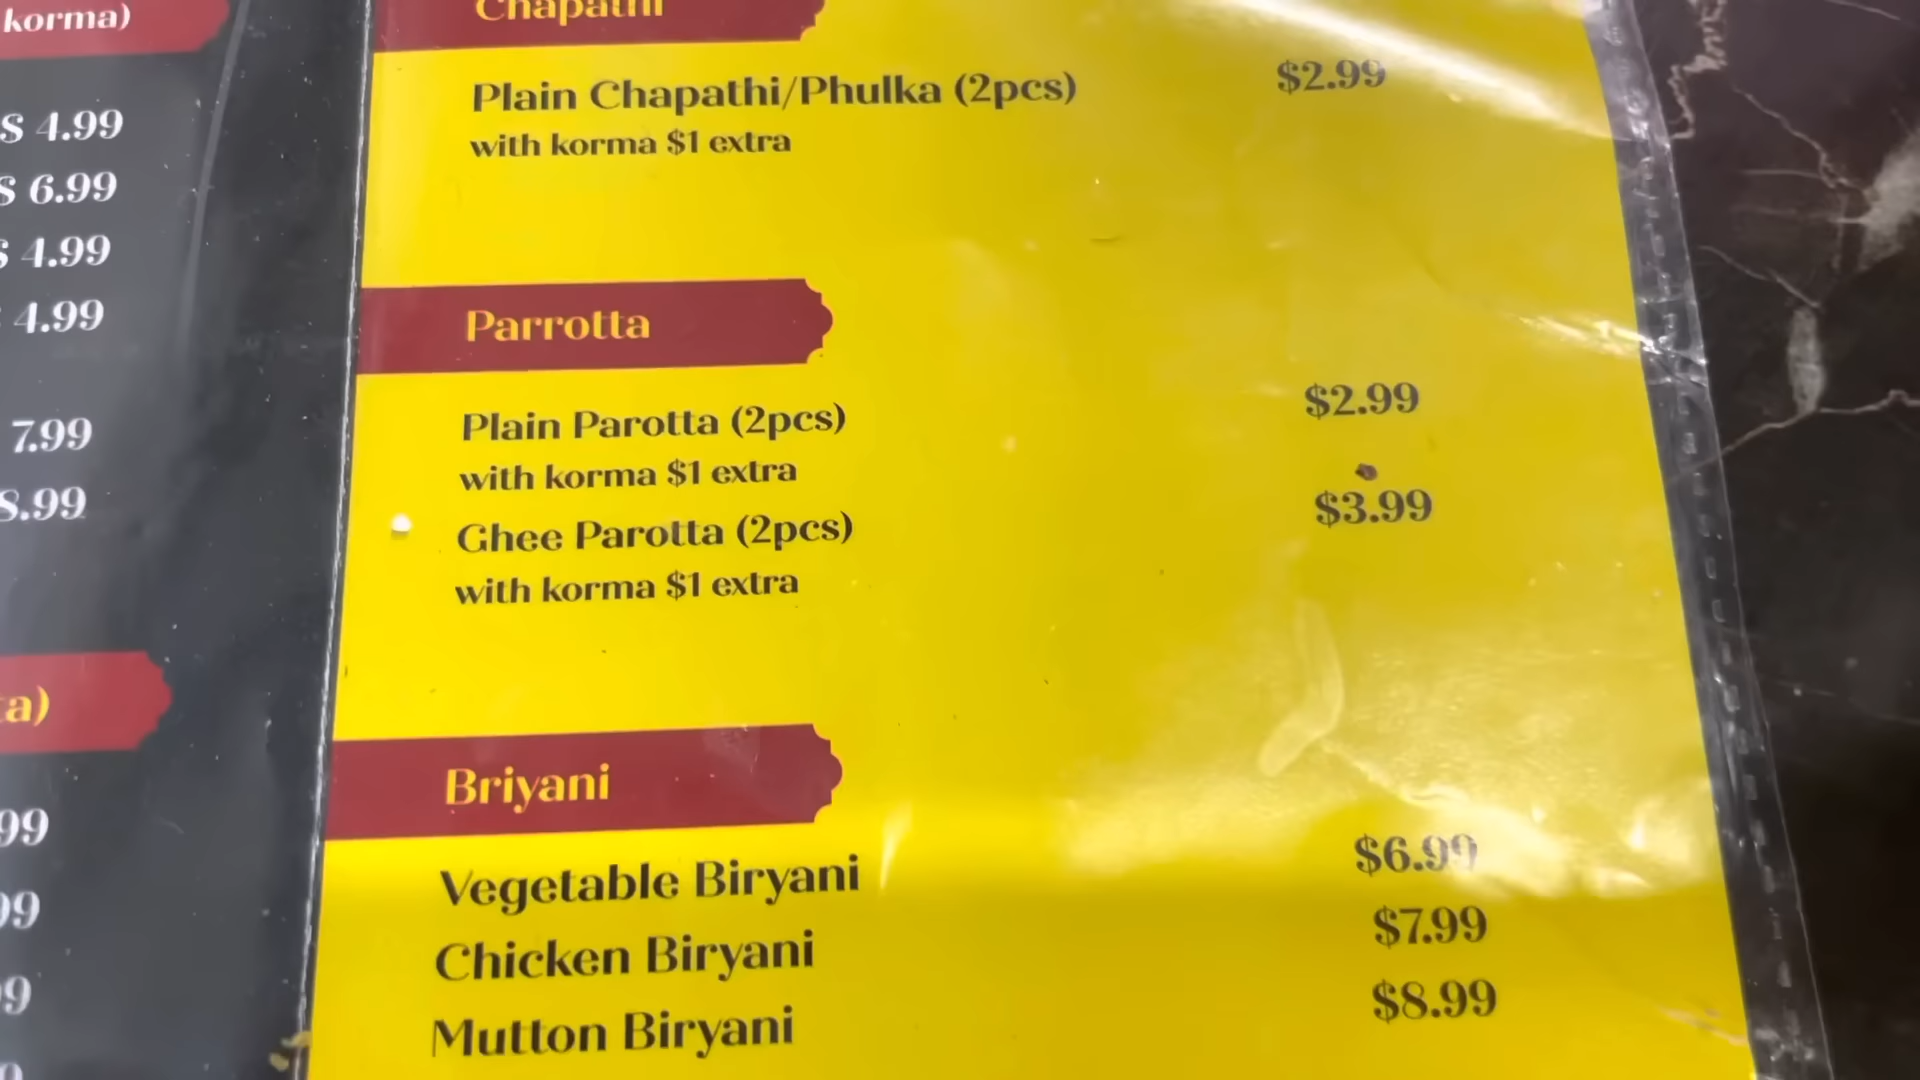 korma)
$ 4.99
$ 6.99
$ 4.99
4.99
7.99
8.99
ta)
99
99
99
Chapathi
Plain Chapathi/Phulka (2pcs) $2.99
with korma $1 extra
Parrotta
Plain Parotta (2pcs) $2.99
with korma $1 extra
Ghee Parotta (2pcs) $3.99
with korma $1 extra
Briyani
Vegetable Biryani $6.99
Chicken Biryani $7.99
Mutton Biryani $8.99